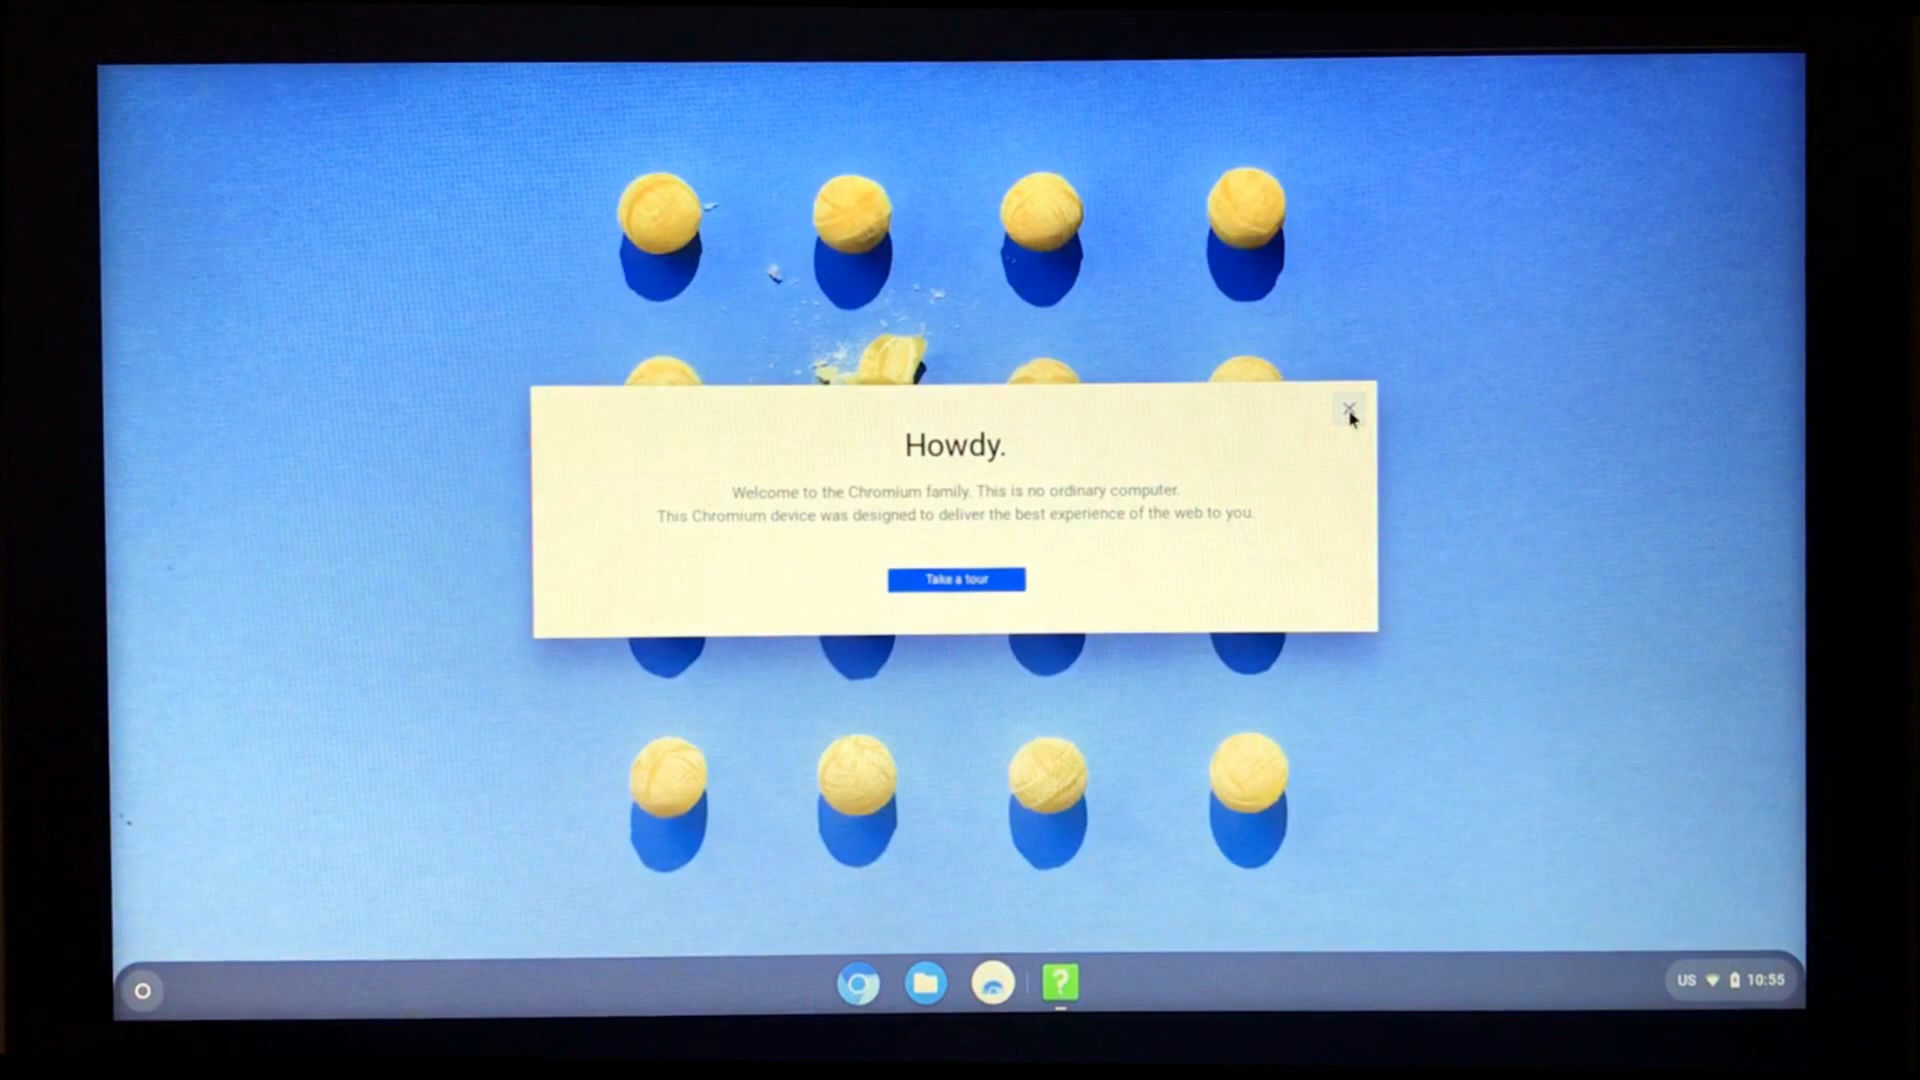 Howdy.
Welcome to the Chromium family. This is no ordinary computer.
This Chromium device was designed to deliver the best experience of the web to you.
Take a tour
?
US 10:55